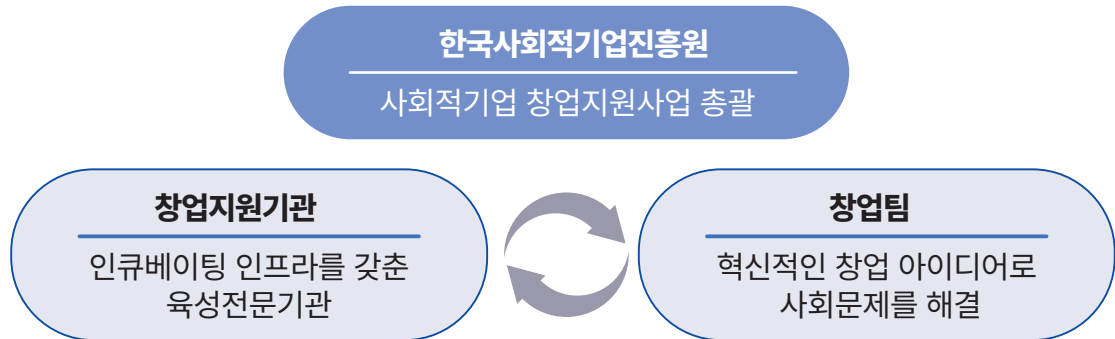 한국사회적기업진흥원
사회적기업 창업지원사업 총괄
창업지원기관
인큐베이팅 인프라를 갖춘
육성전문기관
창업팀
혁신적인 창업 아이디어로
사회문제를 해결